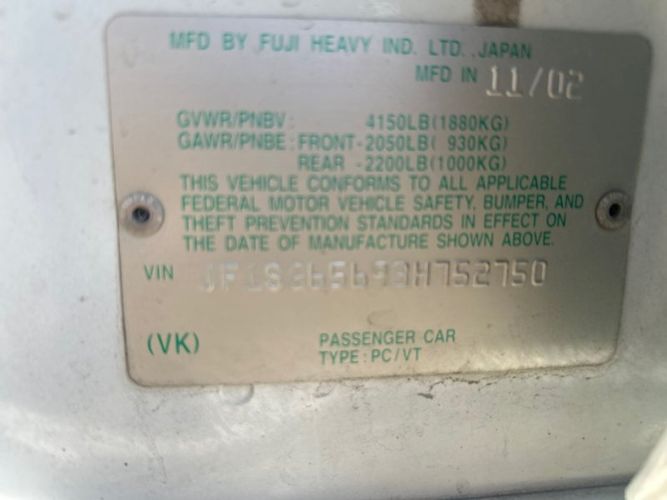 MFD BY FUJI HEAVY IND. LTD. JAPAN
MFD IN 11/02
GVWR/PNBV: 4150LB(1880KG)
GAWR/PNBE: FRONT-2050LB( 930KG)
REAR -2200LB(1000KG)
THIS VEHICLE CONFORMS TO ALL APPLICABLE
FEDERAL MOTOR VEHICLE SAFETY, BUMPER, AND
THEFT PREVENTION STANDARDS IN EFFECT ON
THE DATE OF MANUFACTURE SHOWN ABOVE.
VIN JF1SG65693H752750
(VK) PASSENGER CAR
TYPE: PC/VT